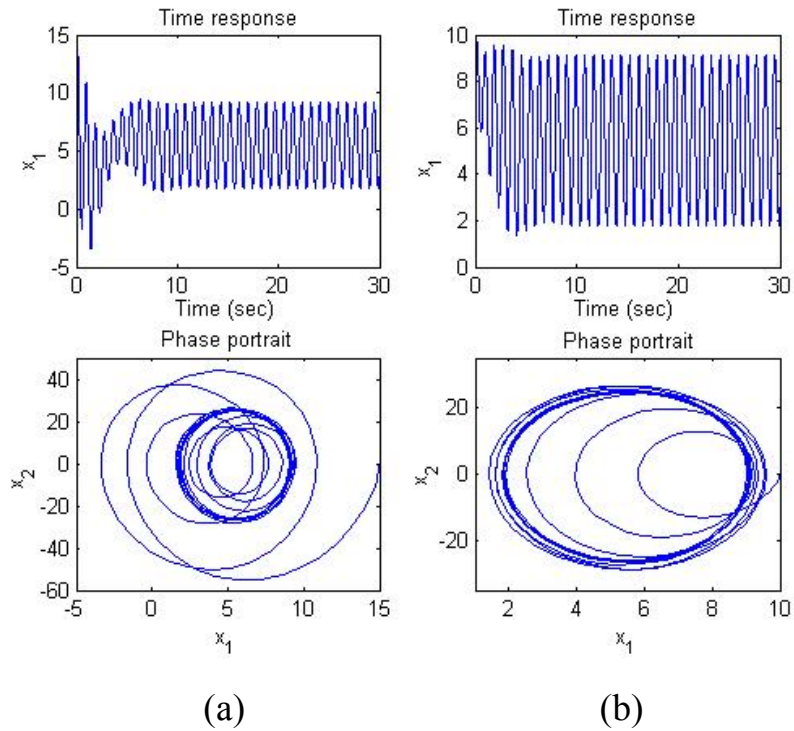 Time response
15
10
5
0
-5
x1
0 10 20 30
Time (sec)
Time response
10
8
6
4
2
0
x1
0 10 20 30
Time (sec)
Phase portrait
40
20
0
-20
-40
-60
x2
-5 0 5 10 15
x1
Phase portrait
20
0
-20
x2
2 4 6 8 10
x1
(a)
(b)